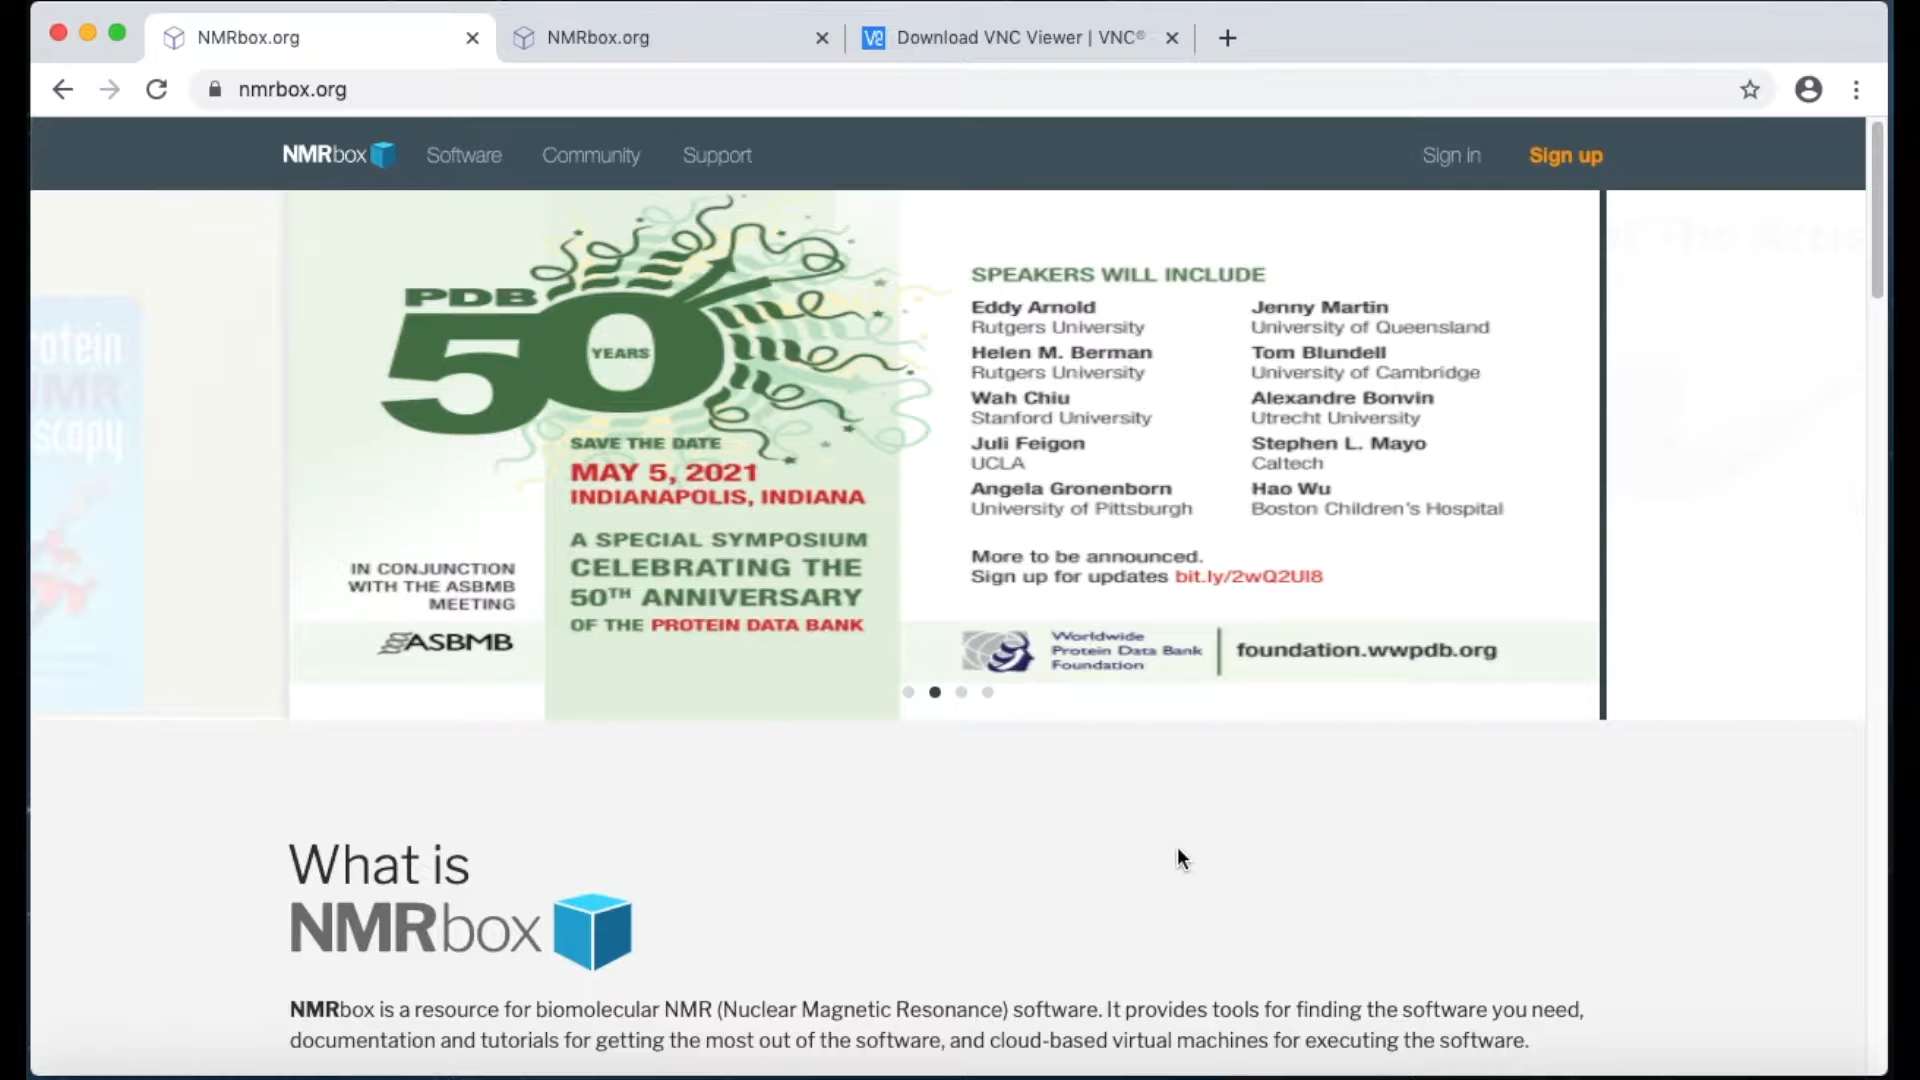 NMRbox.org
NMRbox.org
Download VNC Viewer | VNC®
nmrbox.org
NMRbox
Software
Community
Support
Sign in
Sign up
PDB
50
YEARS
SAVE THE DATE
MAY 5, 2021
INDIANAPOLIS, INDIANA
A SPECIAL SYMPOSIUM
CELEBRATING THE
50TH ANNIVERSARY
OF THE PROTEIN DATA BANK
IN CONJUNCTION
WITH THE ASBMB
MEETING
ASBMB
SPEAKERS WILL INCLUDE
Eddy Arnold
Rutgers University
Helen M. Berman
Rutgers University
Wah Chiu
Stanford University
Juli Feigon
UCLA
Angela Gronenborn
University of Pittsburgh
Jenny Martin
University of Queensland
Tom Blundell
University of Cambridge
Alexandre Bonvin
Utrecht University
Stephen L. Mayo
Caltech
Hao Wu
Boston Children's Hospital
More to be announced.
Sign up for updates bit.ly/2wQ2UI8
Worldwide
Protein Data Bank
Foundation
foundation.wwpdb.org
What is
NMRbox
NMRbox is a resource for biomolecular NMR (Nuclear Magnetic Resonance) software. It provides tools for finding the software you need,
documentation and tutorials for getting the most out of the software, and cloud-based virtual machines for executing the software.